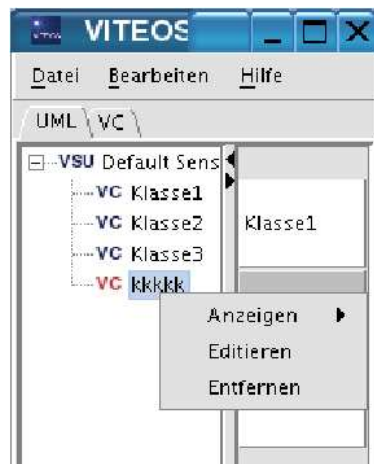 VITEOS
Datei Bearbeiten Hilfe
UML VC
VSU Default Sens
VC Klasse1
VC Klasse2
VC Klasse3
VC kkkkk
Klasse1
Anzeigen
Editieren
Entfernen